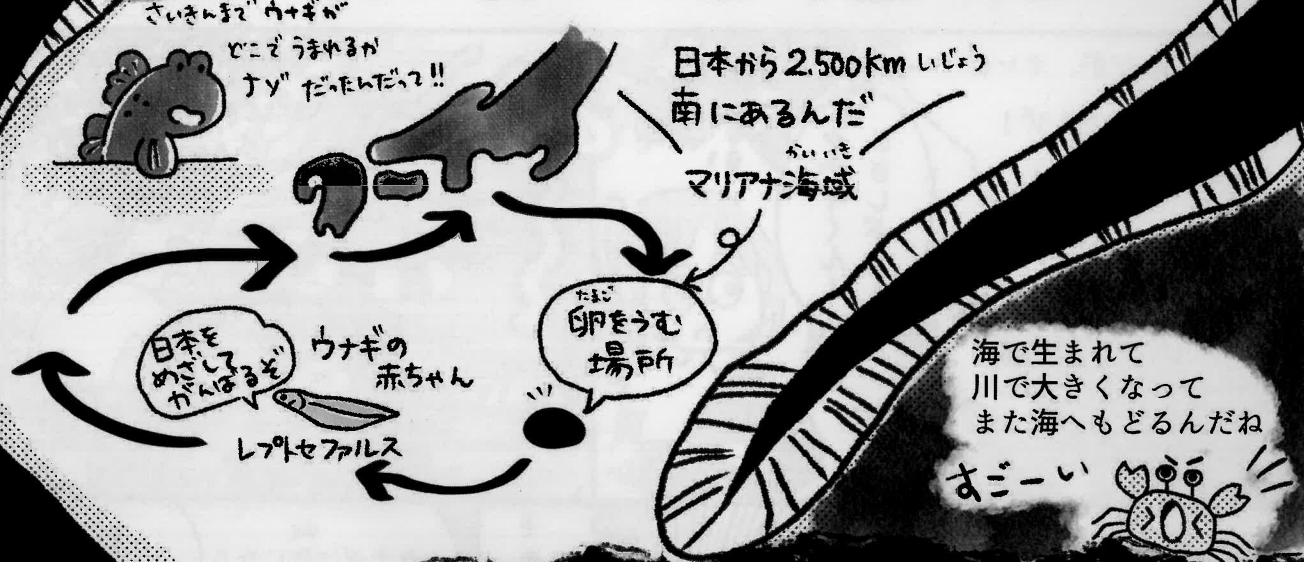 さいきんまで ウナギが
どこで うまれるか
ナゾ だったんだって!!
日本から 2.500km いじょう
南にあるんだ
かいいき
マリアナ海域
たまご
卵をうむ
場所
日本を
めざして
がんばるぞ
ウナギの
赤ちゃん
レプトセファルス
海で生まれて
川で大きくなって
また海へもどるんだね
すごーい